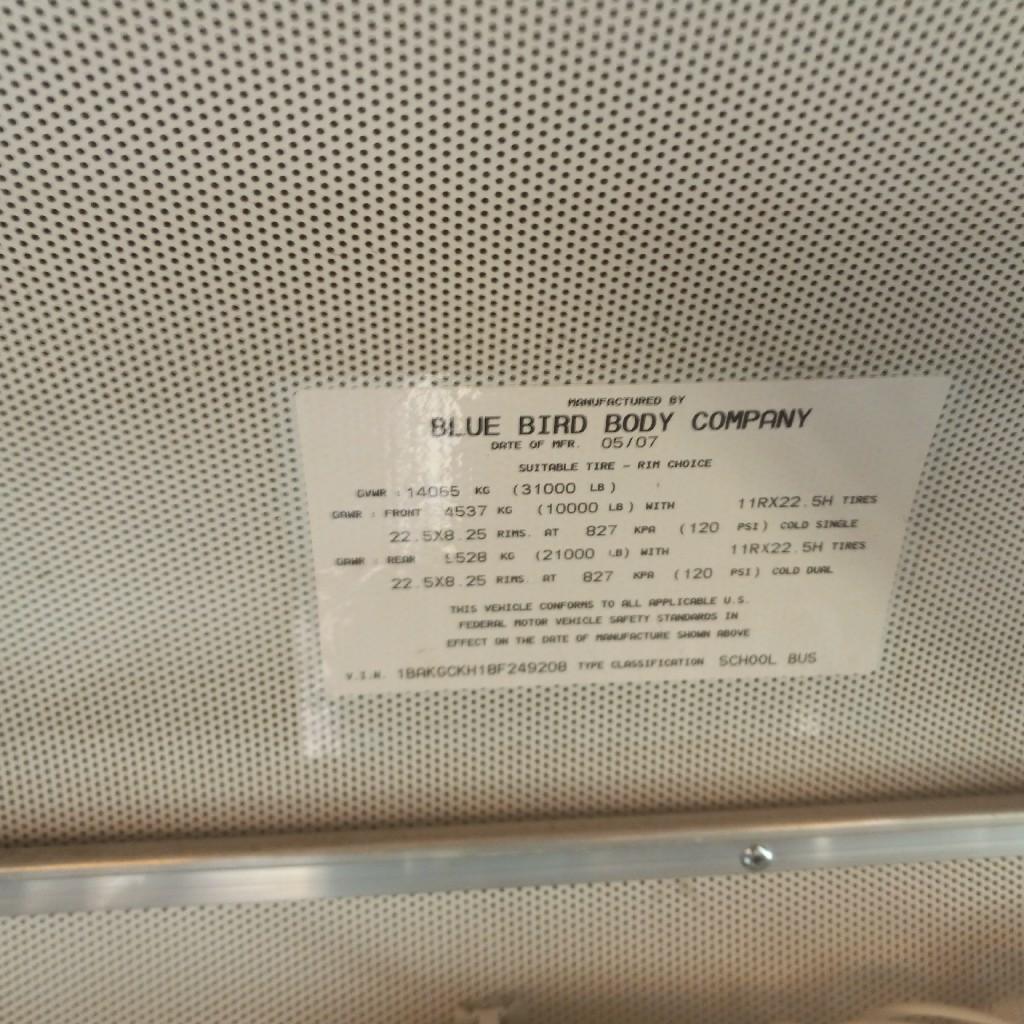 MANUFACTURED BY
BLUE BIRD BODY COMPANY
DATE OF MFR. 05/07
SUITABLE TIRE - RIM CHOICE
GVWR : 14065 KG (31000 LB)
GAWR : FRONT 4537 KG (10000 LB) WITH 11RX22.5H TIRES
22.5X8.25 RIMS. AT 827 KPA (120 PSI) COLD SINGLE
GAWR : REAR KG (21000 LB) WITH 11RX22.5H TIRES
22.5X8.25 RIMS. AT 827 KPA (120 PSI) COLD DUAL
THIS VEHICLE CONFORMS TO ALL APPLICABLE U.S.
FEDERAL MOTOR VEHICLE SAFETY STANDARDS IN
EFFECT ON THE DATE OF MANUFACTURE SHOWN ABOVE
V.I.N. 1BAKGCKH18F249208 TYPE CLASSIFICATION SCHOOL BUS